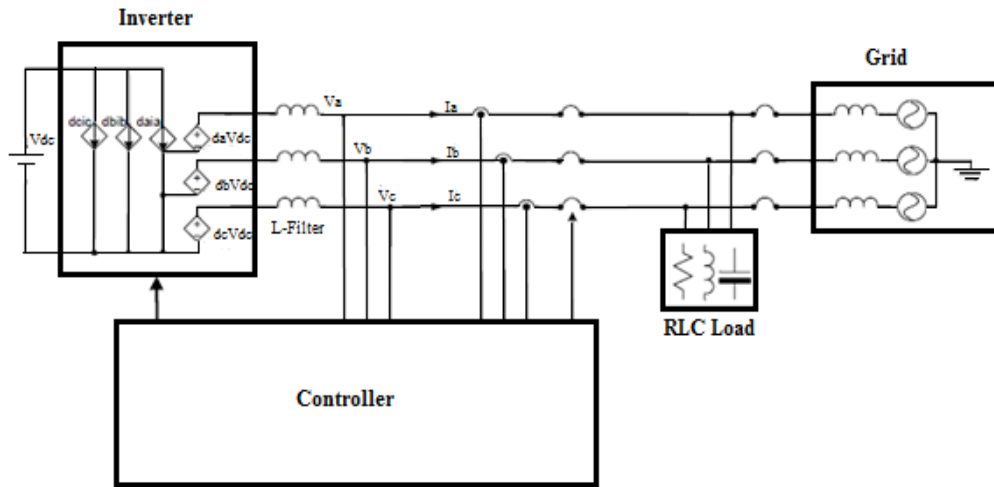 Inverter
Grid
Vdc
dcic
dbib
daia
daVdc
dbVdc
dcVdc
L-Filter
Va
Vb
Vc
Ia
Ib
Ic
RLC Load
Controller